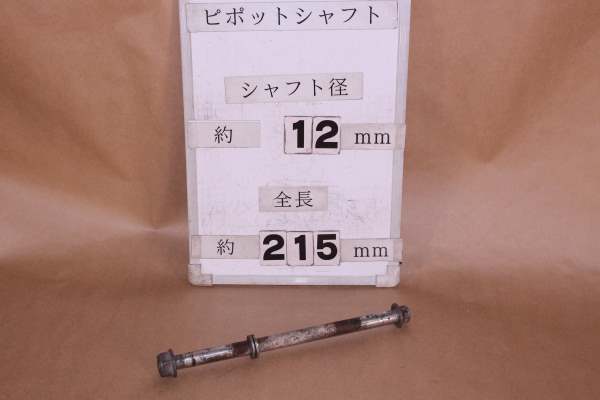 ピポットシャフト
シャフト径
約 12 mm
全長
約 215 mm